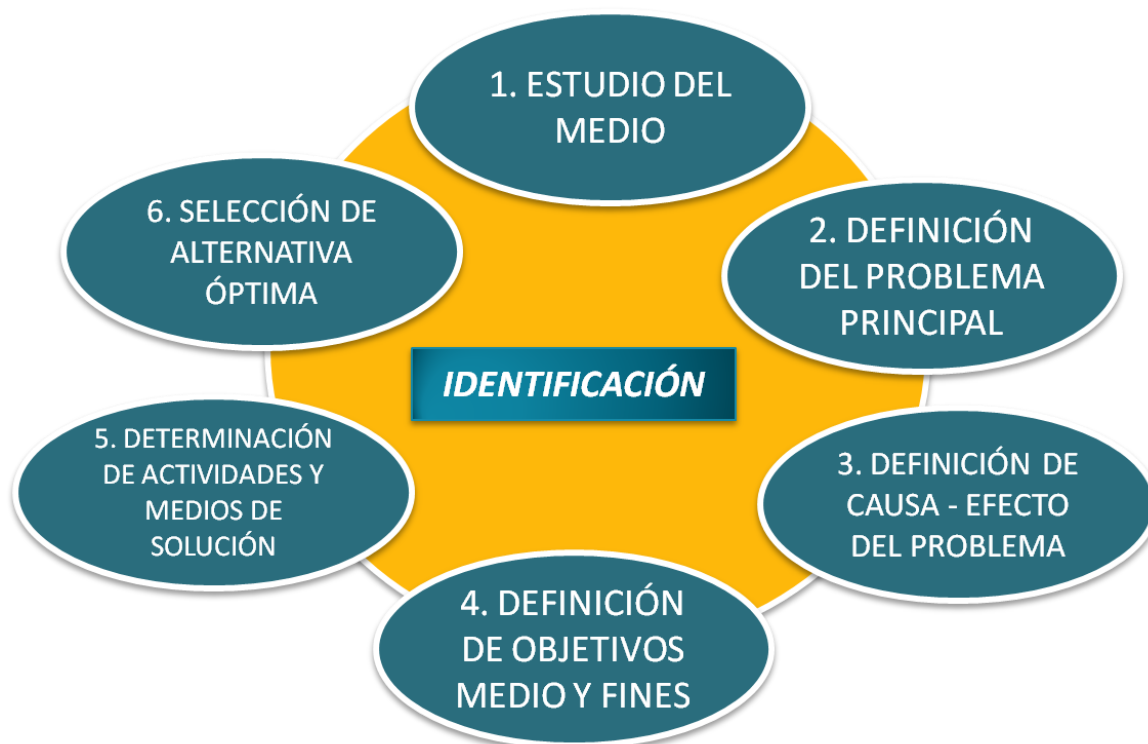 1. ESTUDIO DEL
MEDIO
2. DEFINICIÓN
DEL PROBLEMA
PRINCIPAL
3. DEFINICIÓN DE
CAUSA - EFECTO
DEL PROBLEMA
4. DEFINICIÓN
DE OBJETIVOS
MEDIO Y FINES
5. DETERMINACIÓN
DE ACTIVIDADES Y
MEDIOS DE
SOLUCIÓN
6. SELECCIÓN DE
ALTERNATIVA
ÓPTIMA
IDENTIFICACIÓN